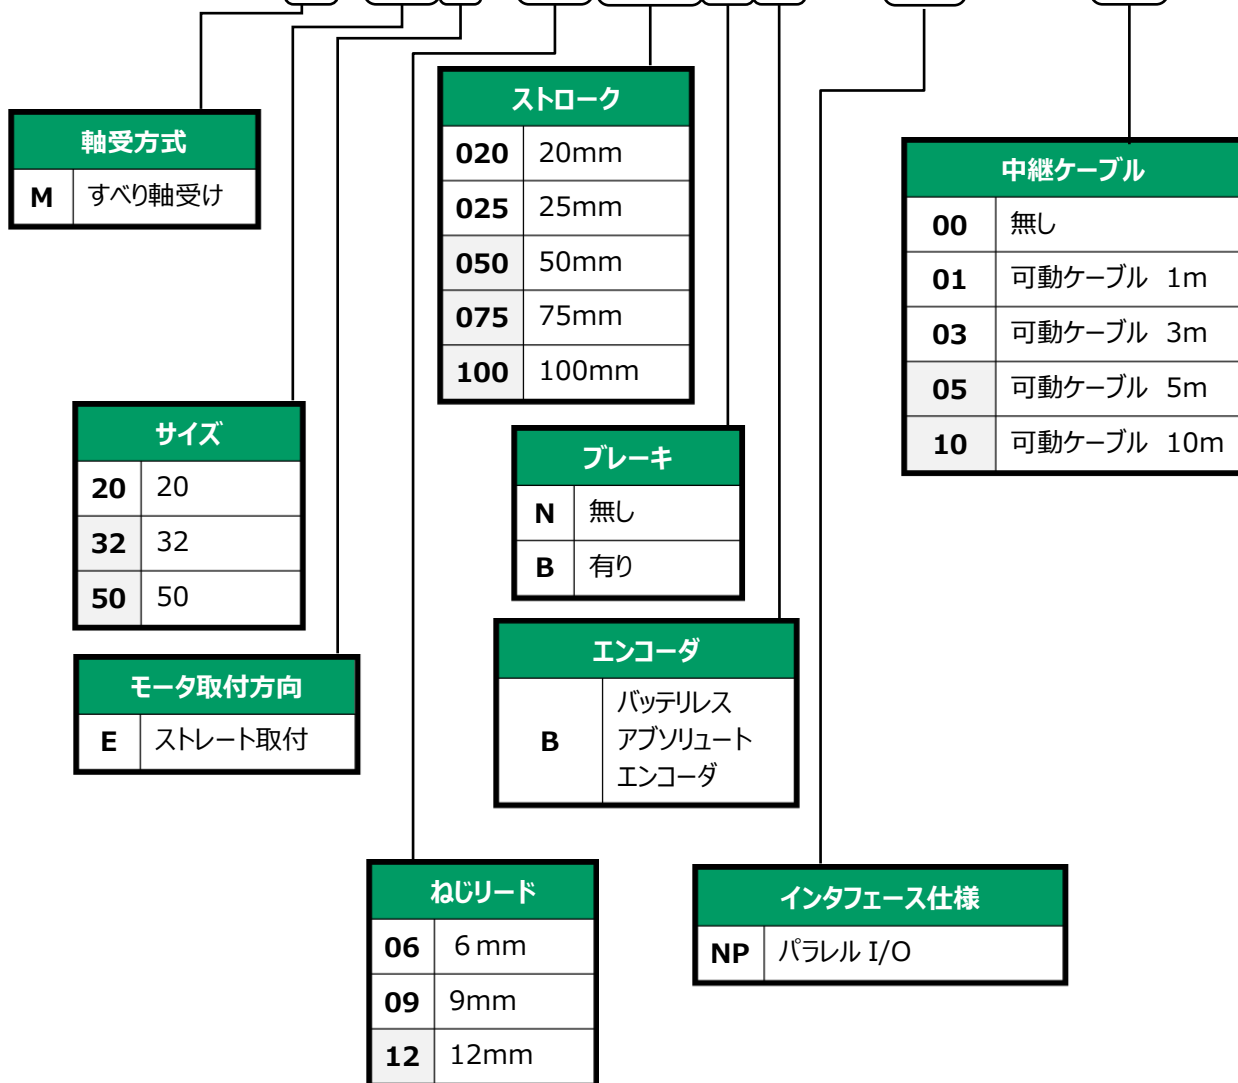 ストローク
020 20mm
025 25mm
050 50mm
075 75mm
100 100mm
軸受方式
M すべり軸受け
中継ケーブル
00 無し
01 可動ケーブル 1m
03 可動ケーブル 3m
05 可動ケーブル 5m
10 可動ケーブル 10m
サイズ
20 20
32 32
50 50
ブレーキ
N 無し
B 有り
エンコーダ
B バッテリレス
アブソリュート
エンコーダ
モータ取付方向
E ストレート取付
ねじリード
06 6 mm
09 9mm
12 12mm
インタフェース仕様
NP パラレル I/O